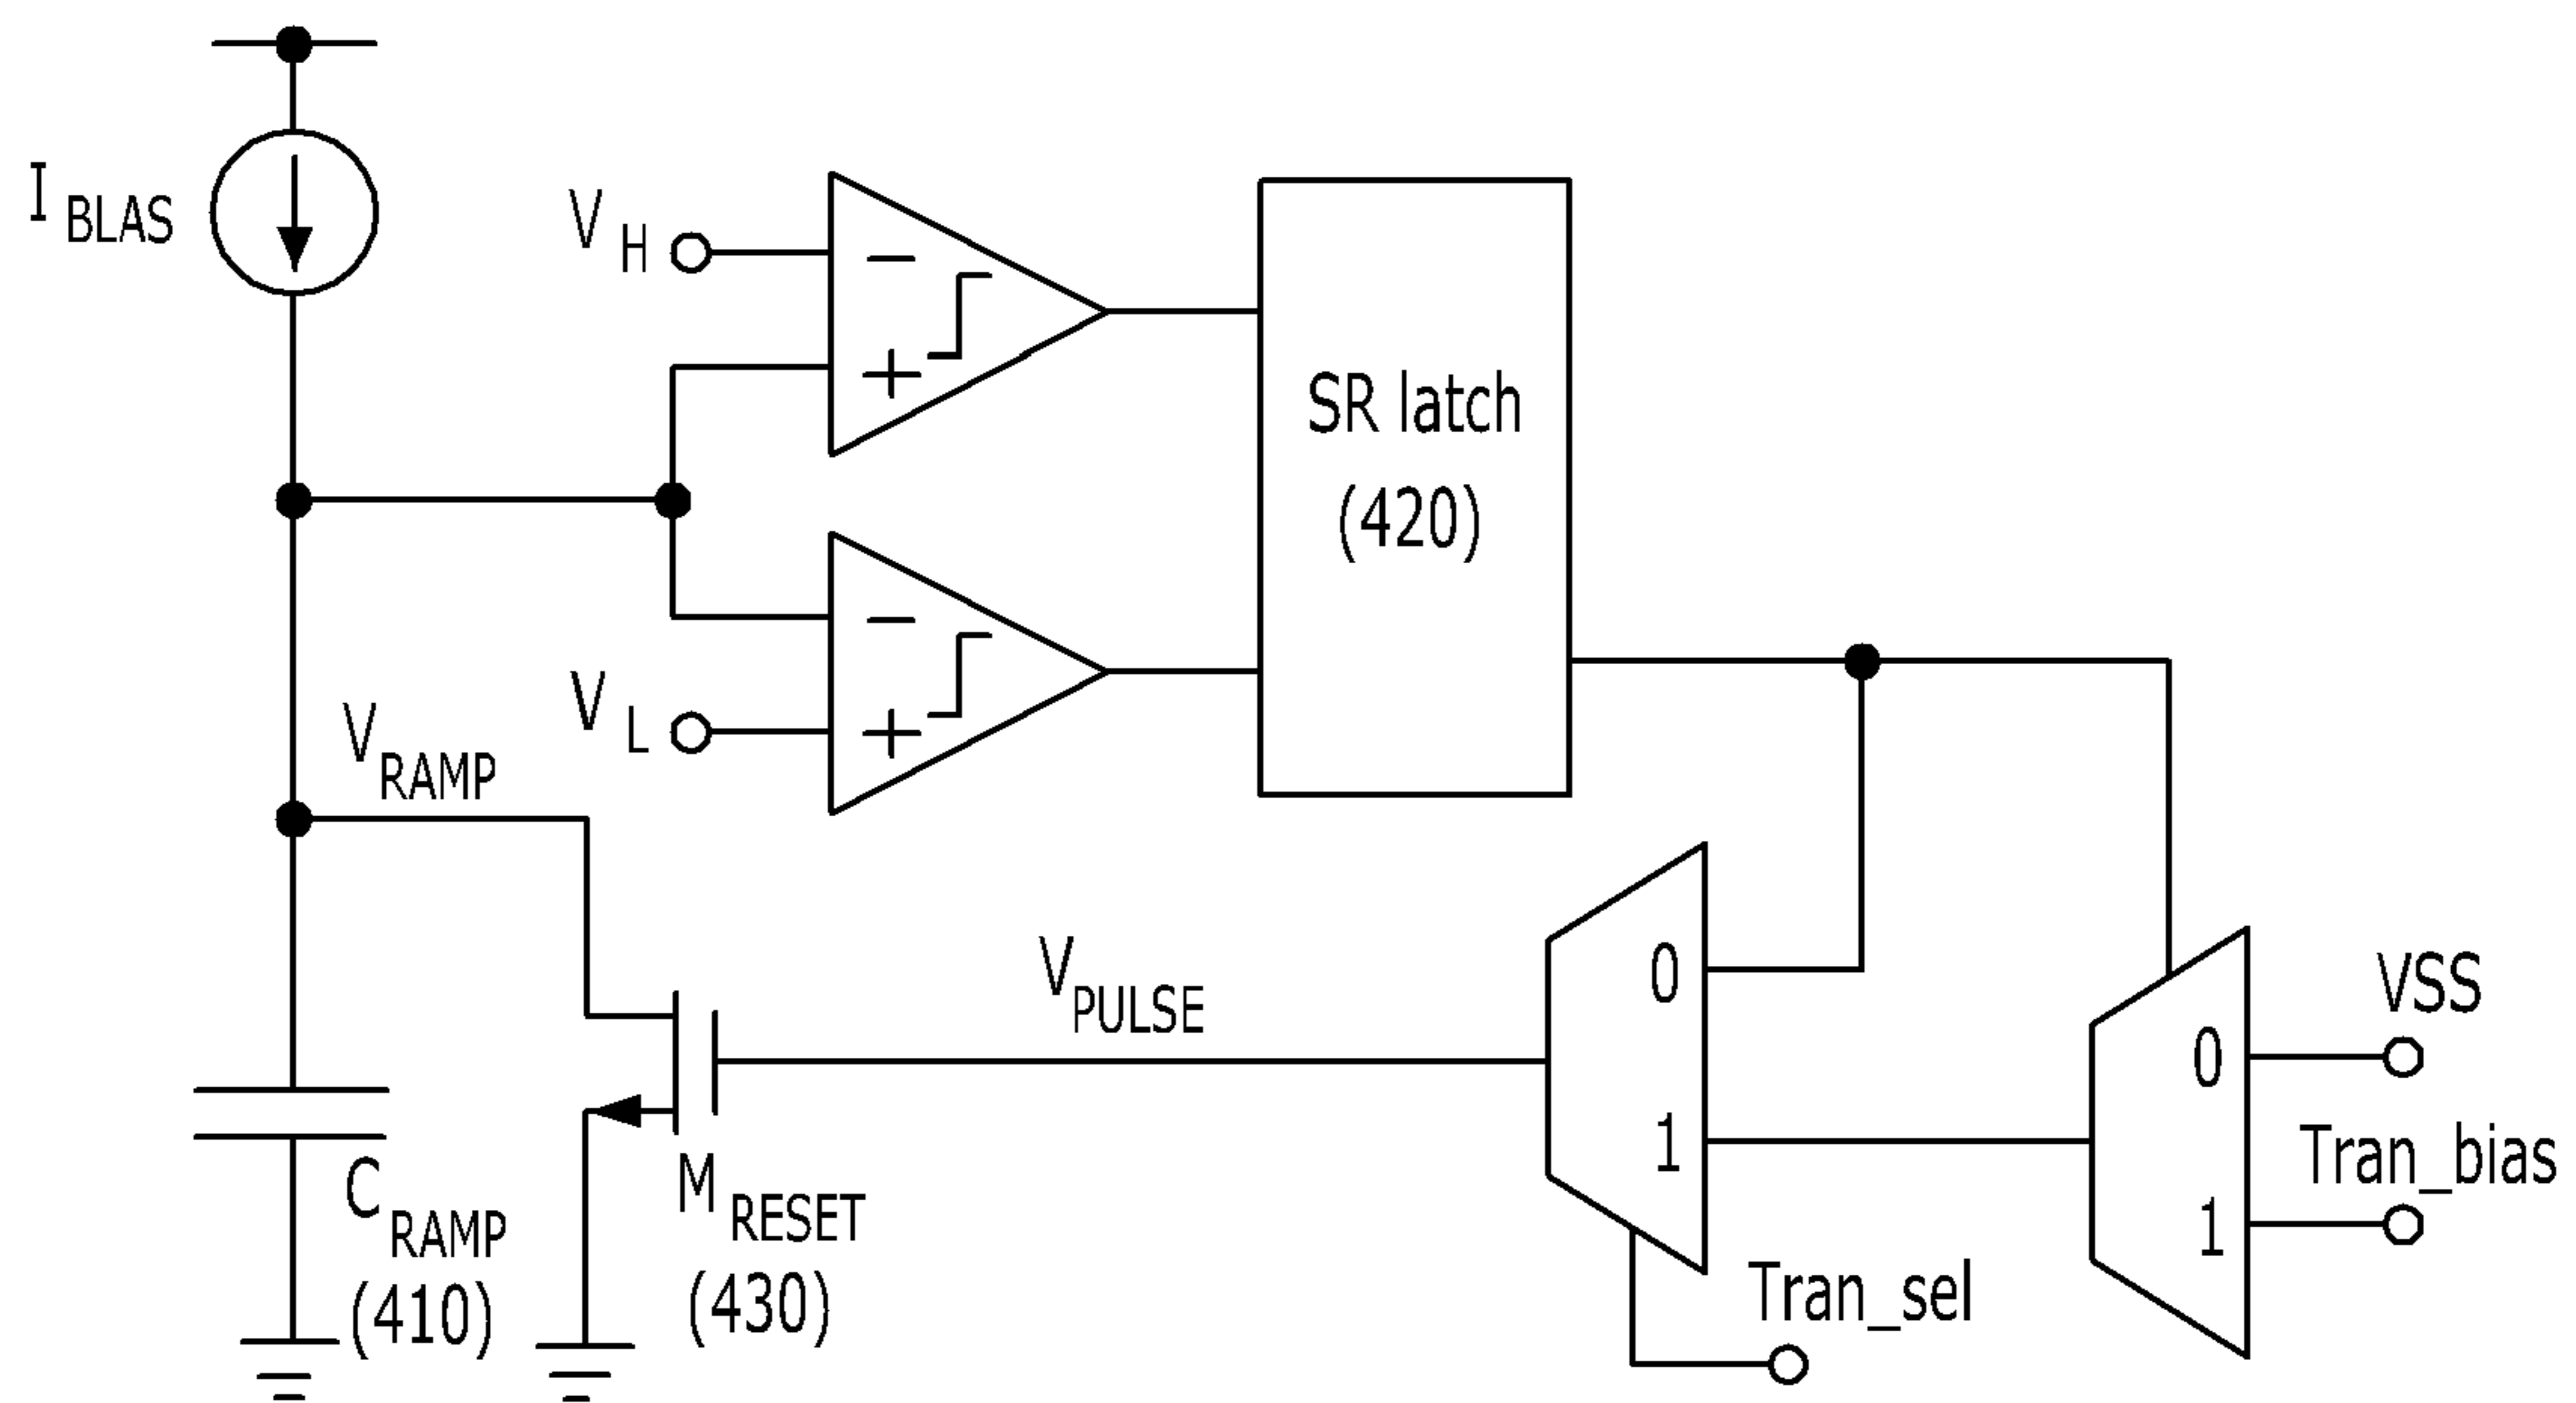 I BLAS
V H
−
+
SR latch
(420)
−
+
V L
V RAMP
V PULSE
0
1
VSS
0
Tran_bias
1
C RAMP
(410)
M RESET
(430)
Tran_sel